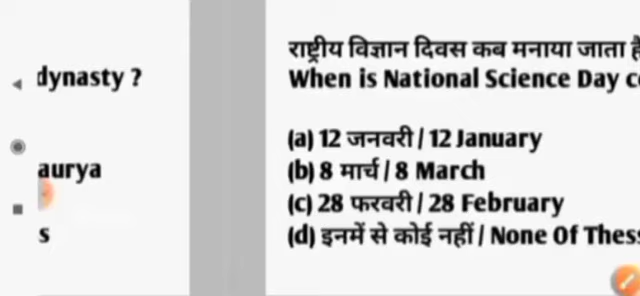 dynasty ?
aurya
s
राष्ट्रीय विज्ञान दिवस कब मनाया जाता है
When is National Science Day c
(a) 12 जनवरी / 12 January
(b) 8 मार्च / 8 March
(c) 28 फरवरी / 28 February
(d) इनमें से कोई नहीं / None Of Thess